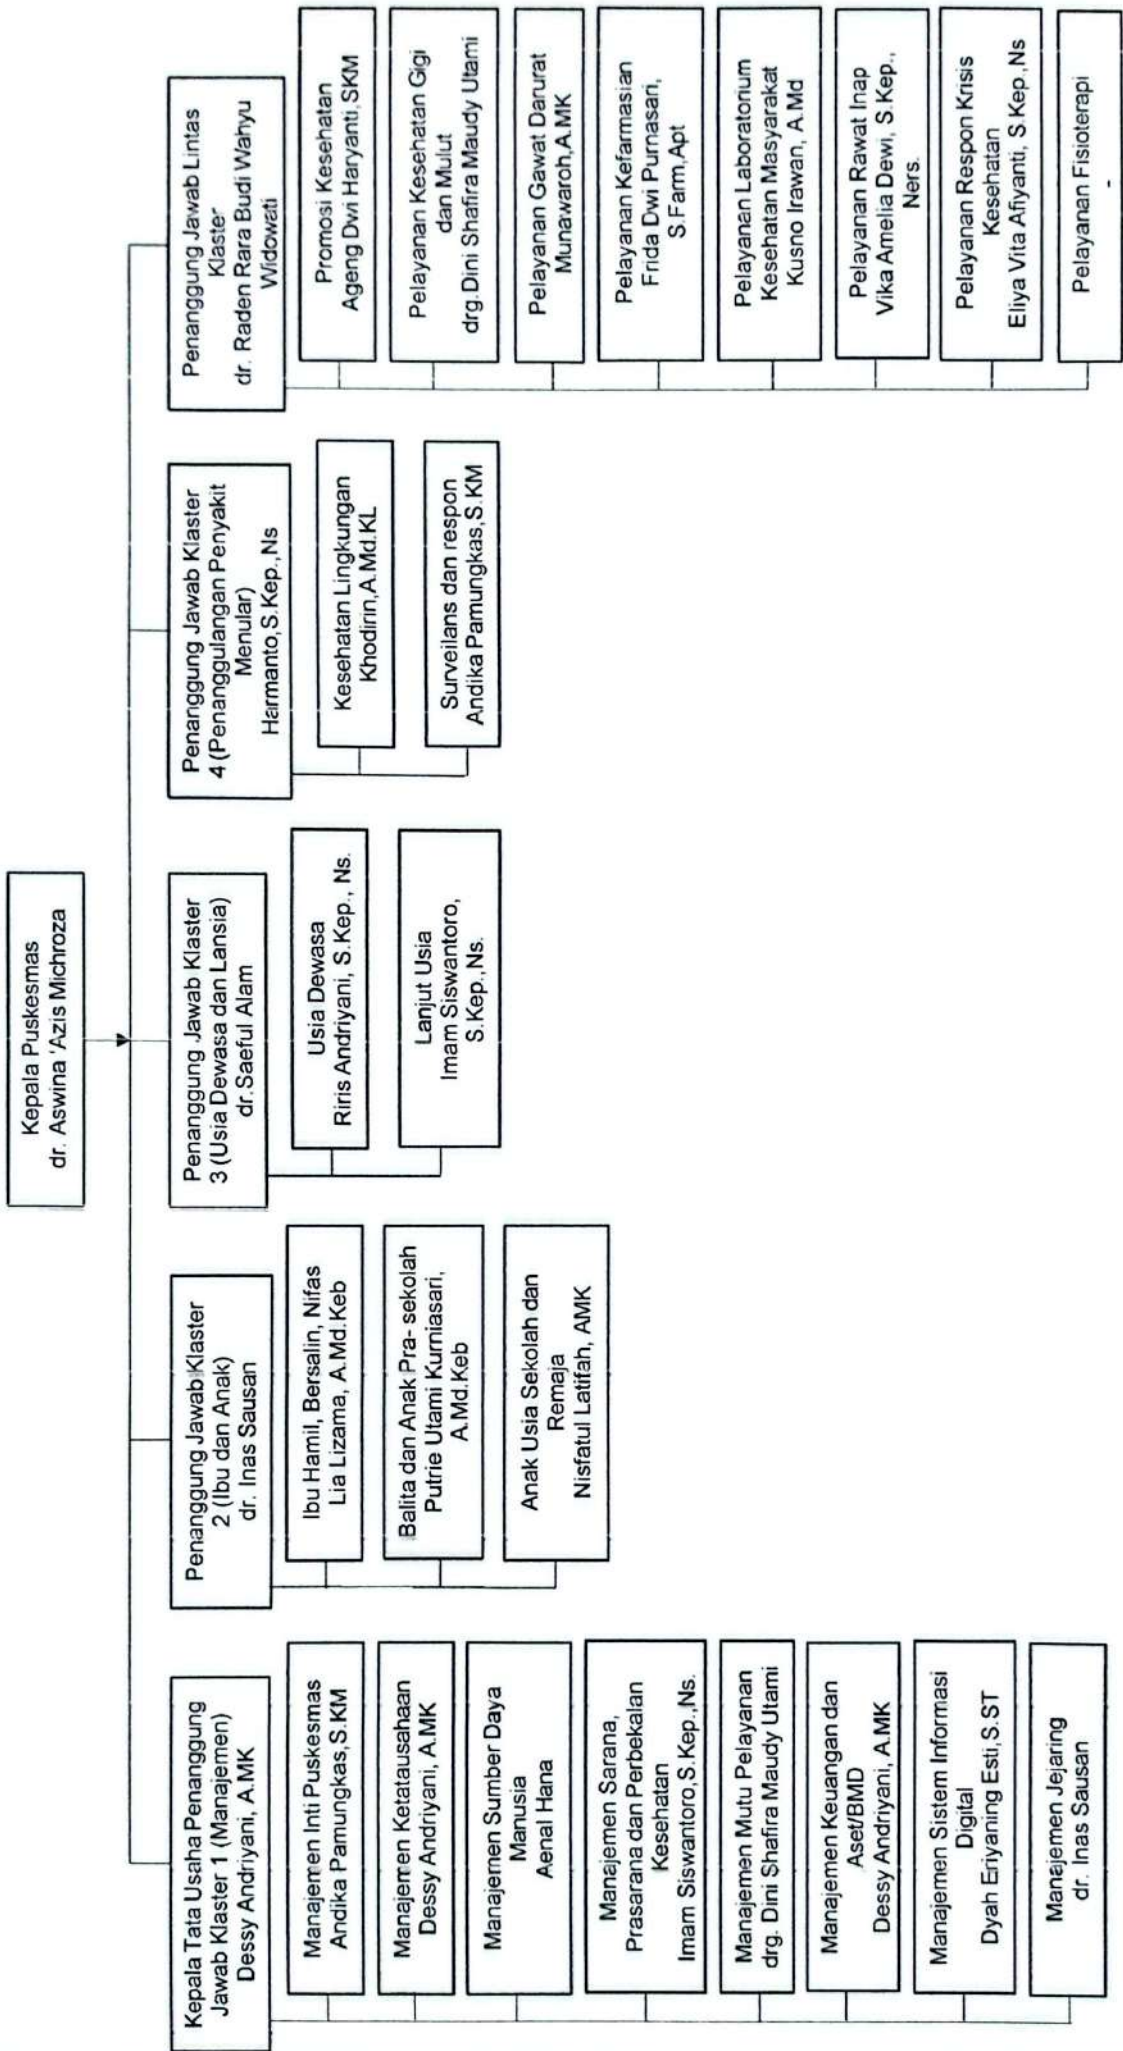 Kepala Puskesmas
dr. Aswina 'Azis Michroza
Kepala Tata Usaha Penanggung
Jawab Klaster 1 (Manajemen)
Dessy Andriyani, A.MK
Manajemen Inti Puskesmas
Andika Pamungkas,S.KM
Manajemen Ketatausahaan
Dessy Andriyani, A.MK
Manajemen Sumber Daya
Manusia
Aenal Hana
Manajemen Sarana,
Prasarana dan Perbekalan
Kesehatan
Imam Siswantoro,S.Kep.,Ns.
Manajemen Mutu Pelayanan
drg. Dini Shafira Maudy Utami
Manajemen Keuangan dan
Aset/BMD
Dessy Andriyani, A.MK
Manajemen Sistem Informasi
Digital
Dyah Eriyaning Esti,S.ST
Manajemen Jejaring
dr. Inas Sausan
Penanggung Jawab Klaster
2 (Ibu dan Anak)
dr. Inas Sausan
Ibu Hamil, Bersalin, Nifas
Lia Lizama, A.Md.Keb
Balita dan Anak Pra- sekolah
Putrie Utami Kurniasari,
A.Md.Keb
Anak Usia Sekolah dan
Remaja
Nisfatul Latifah, AMK
Penanggung Jawab Klaster
3 (Usia Dewasa dan Lansia)
dr.Saeful Alam
Usia Dewasa
Riris Andriyani, S.Kep., Ns.
Lanjut Usia
Imam Siswantoro,
S.Kep.,Ns.
Penanggung Jawab Klaster
4 (Penanggulangan Penyakit
Menular)
Harmanto,S.Kep.,Ns
Kesehatan Lingkungan
Khodirin,A.Md.KL
Surveilans dan respon
Andika Pamungkas,S.KM
Penanggung Jawab Lintas
Klaster
dr. Raden Rara Budi Wahyu
Widowati
Promosi Kesehatan
Ageng Dwi Haryanti,SKM
Pelayanan Kesehatan Gigi
dan Mulut
drg.Dini Shafira Maudy Utami
Pelayanan Gawat Darurat
Munawaroh,A.MK
Pelayanan Kefarmasian
Frida Dwi Purnasari,
S.Farm,Apt
Pelayanan Laboratorium
Kesehatan Masyarakat
Kusno Irawan, A.Md
Pelayanan Rawat Inap
Vika Amelia Dewi, S.Kep.,
Ners.
Pelayanan Respon Krisis
Kesehatan
Eliya Vita Afiyanti, S.Kep.,Ns
Pelayanan Fisioterapi
-